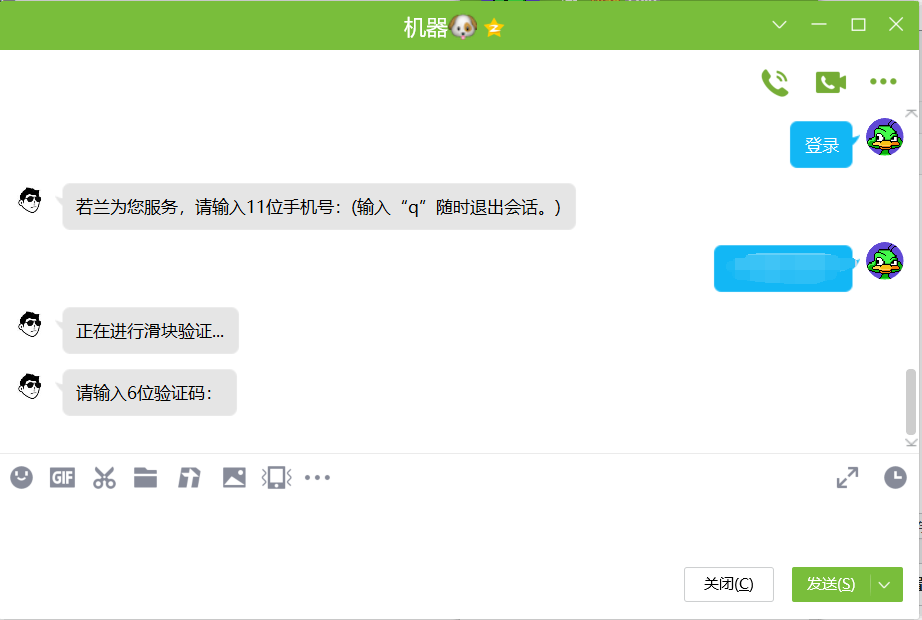 机器
登录
若兰为您服务，请输入11位手机号：(输入“q”随时退出会话。)
正在进行滑块验证...
请输入6位验证码：
GIF
关闭(C)
发送(S)